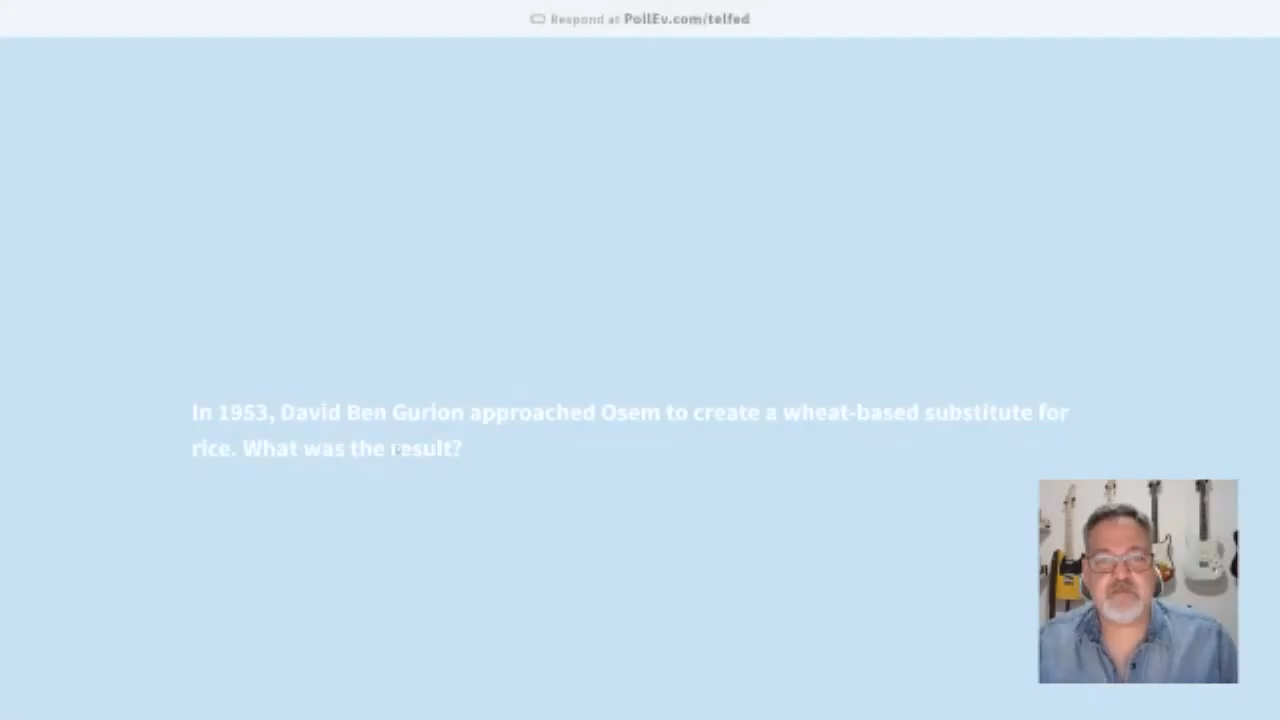 Respond at PollEv.com/telfed
In 1953, David Ben Gurion approached Osem to create a wheat-based substitute for
rice. What was the result?